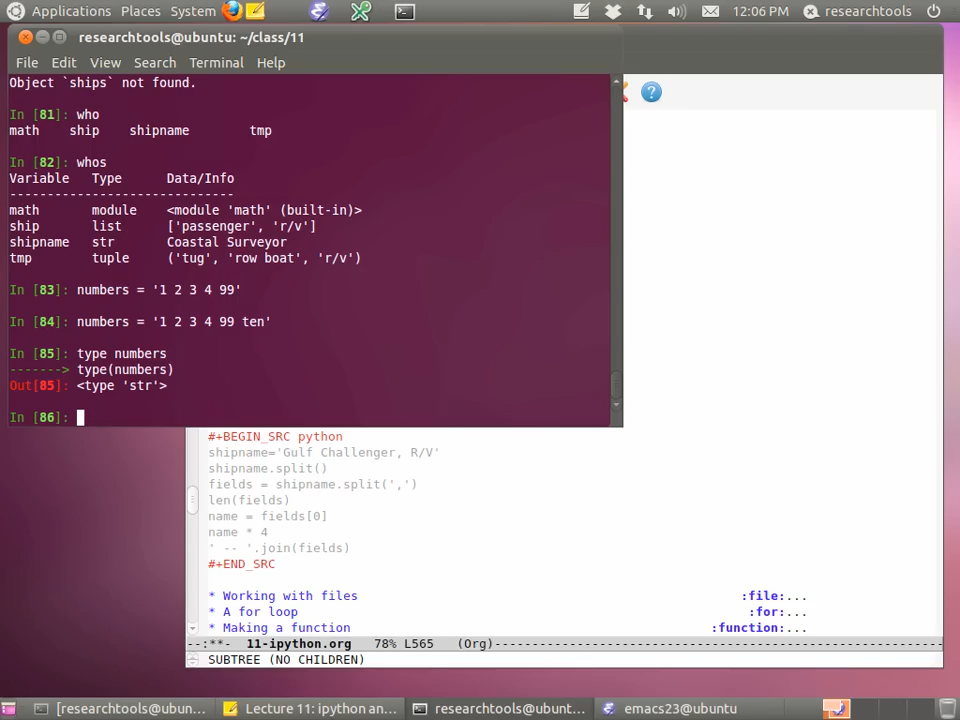 Applications Places System 12:06 PM researchtools
researchtools@ubuntu: ~/class/11
File Edit View Search Terminal Help
Object `ships` not found.
In [81]: who
math ship shipname tmp
In [82]: whos
Variable Type Data/Info
------------------------------
math module <module 'math' (built-in)>
ship list ['passenger', 'r/v']
shipname str Coastal Surveyor
tmp tuple ('tug', 'row boat', 'r/v')
In [83]: numbers = '1 2 3 4 99'
In [84]: numbers = '1 2 3 4 99 ten'
In [85]: type numbers
-------> type(numbers)
Out[85]: <type 'str'>
In [86]:
#+BEGIN_SRC python
shipname='Gulf Challenger, R/V'
shipname.split()
fields = shipname.split(',')
len(fields)
name = fields[0]
name * 4
' -- '.join(fields)
#+END_SRC
* Working with files :file:...
* A for loop :for:...
* Making a function :function:...
--:**- 11-ipython.org 78% L565 (Org)------------------------------------------------------------
SUBTREE (NO CHILDREN)
[researchtools@ubun... Lecture 11: ipython an... researchtools@ubunt... emacs23@ubuntu